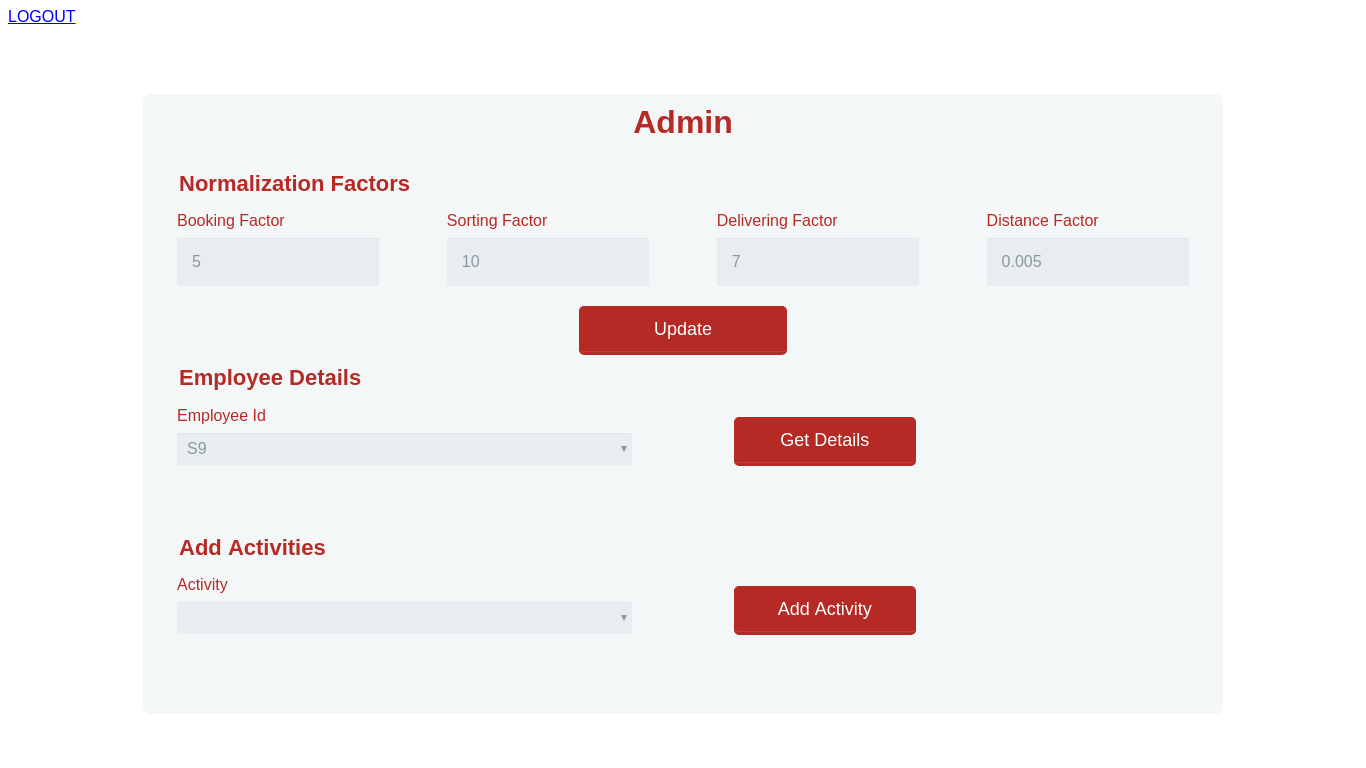 LOGOUT
Admin
Normalization Factors
Booking Factor Sorting Factor Delivering Factor Distance Factor
5 10 7 0.005
Update
Employee Details
Employee Id
S9
Get Details
Add Activities
Activity
Add Activity